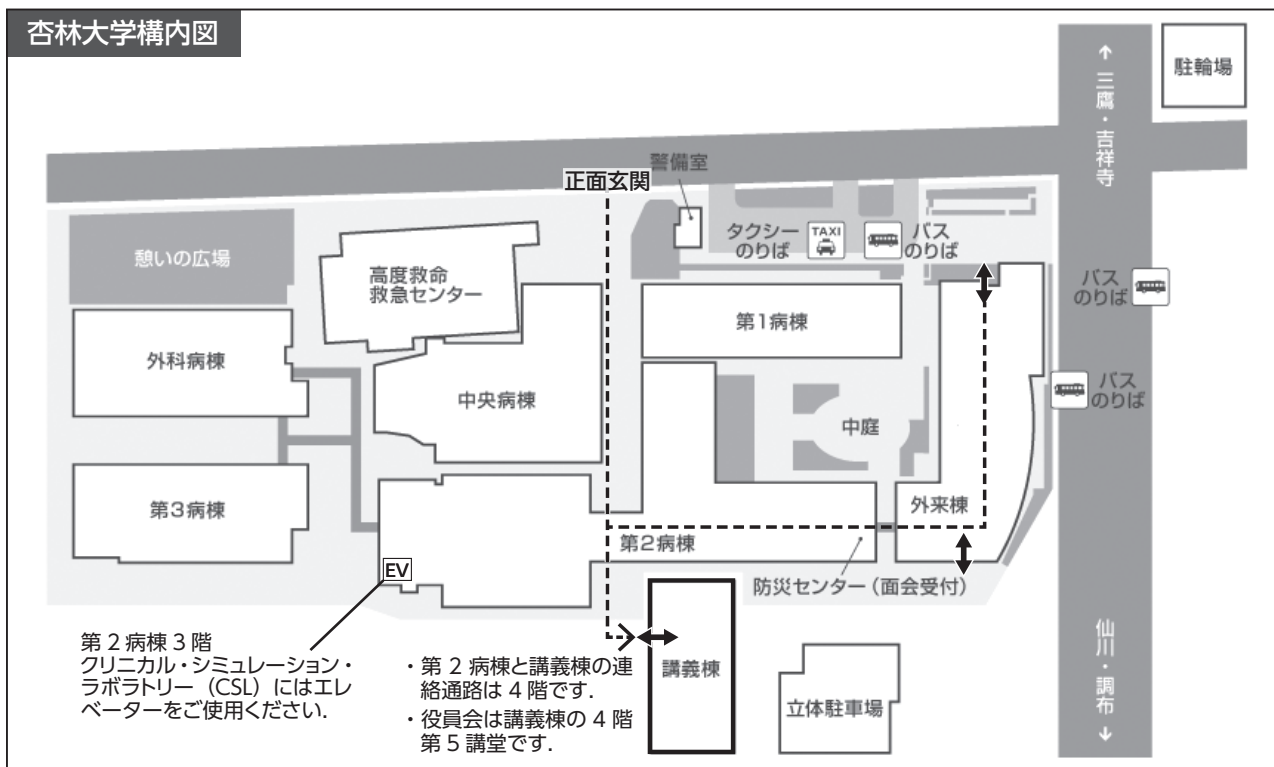 杏林大学構内図
↑三鷹・吉祥寺
駐輪場
警備室
正面玄関
憩いの広場
高度救命
救急センター
タクシー
のりば
TAXI
バス
のりば
バス
のりば
外科病棟
第1病棟
バス
のりば
中央病棟
中庭
第3病棟
外来棟
第2病棟
EV
防災センター(面会受付)
第 2 病棟 3 階
クリニカル・シミュレーション・
ラボラトリー (CSL) にはエレ
ベーターをご使用ください.
・第 2 病棟と講義棟の連
絡通路は 4 階です.
・役員会は講義棟の 4 階
第 5 講堂です.
講義棟
立体駐車場
仙川・調布↓